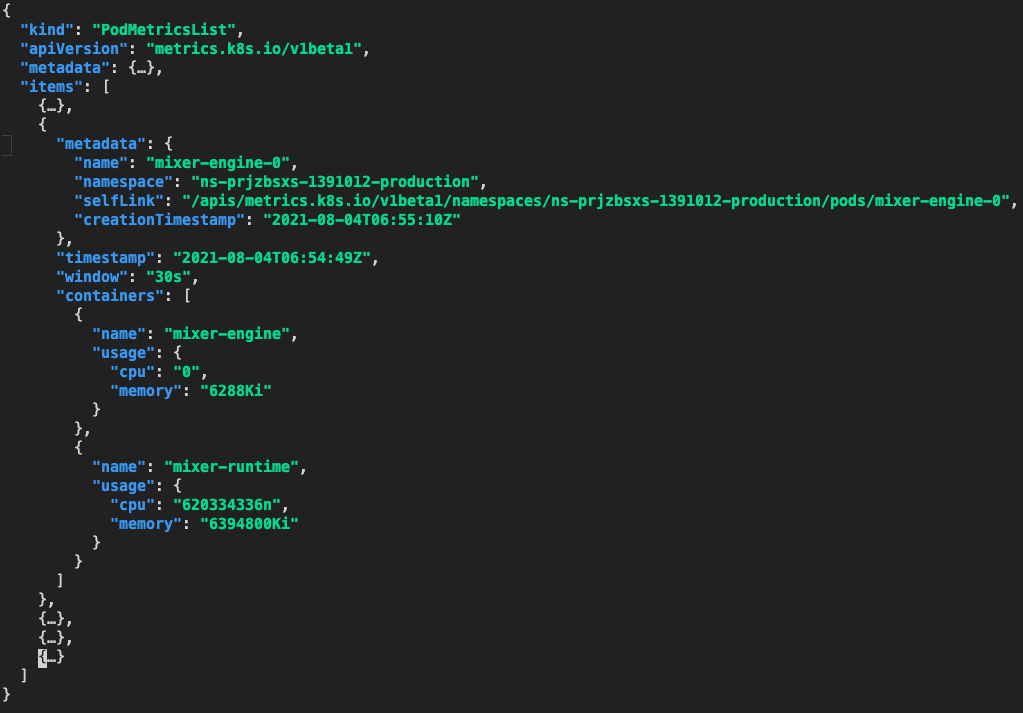 {
  "kind": "PodMetricsList",
  "apiVersion": "metrics.k8s.io/v1beta1",
  "metadata": {…},
  "items": [
    {…},
    {
      "metadata": {
        "name": "mixer-engine-0",
        "namespace": "ns-prjzbsxs-1391012-production",
        "selfLink": "/apis/metrics.k8s.io/v1beta1/namespaces/ns-prjzbsxs-1391012-production/pods/mixer-engine-0",
        "creationTimestamp": "2021-08-04T06:55:10Z"
      },
      "timestamp": "2021-08-04T06:54:49Z",
      "window": "30s",
      "containers": [
        {
          "name": "mixer-engine",
          "usage": {
            "cpu": "0",
            "memory": "6288Ki"
          }
        },
        {
          "name": "mixer-runtime",
          "usage": {
            "cpu": "620334336n",
            "memory": "6394800Ki"
          }
        }
      ]
    },
    {…},
    {…},
    {…}
  ]
}